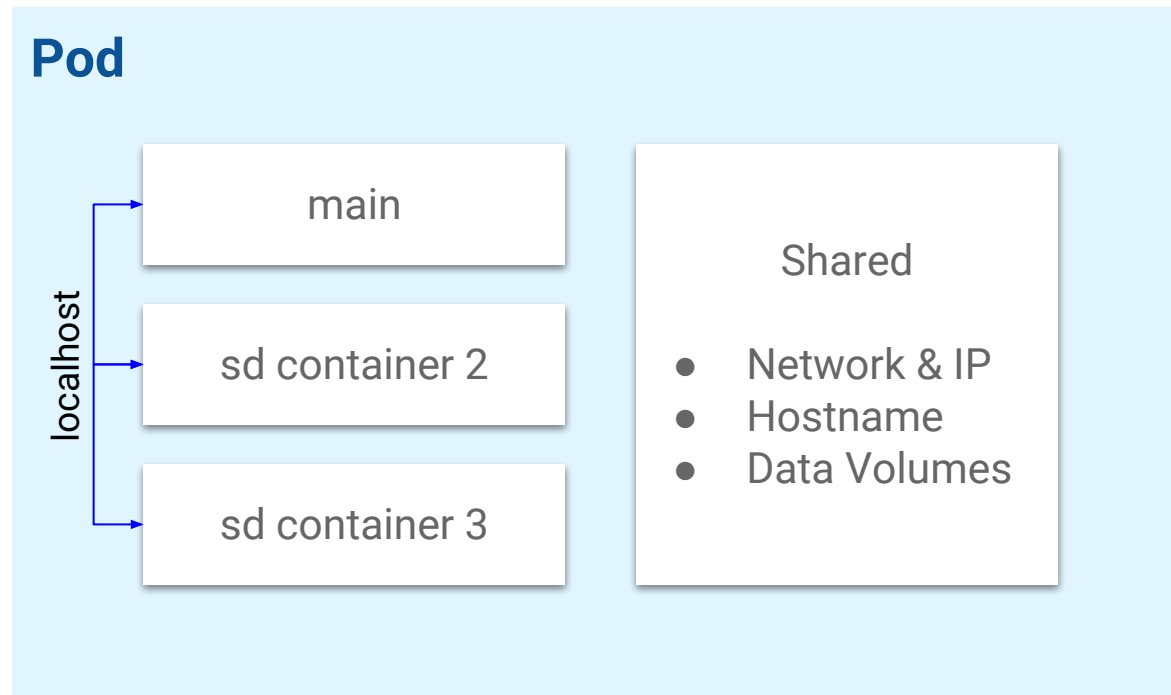 Pod
localhost
main
sd container 2
sd container 3
Shared
● Network & IP
● Hostname
● Data Volumes